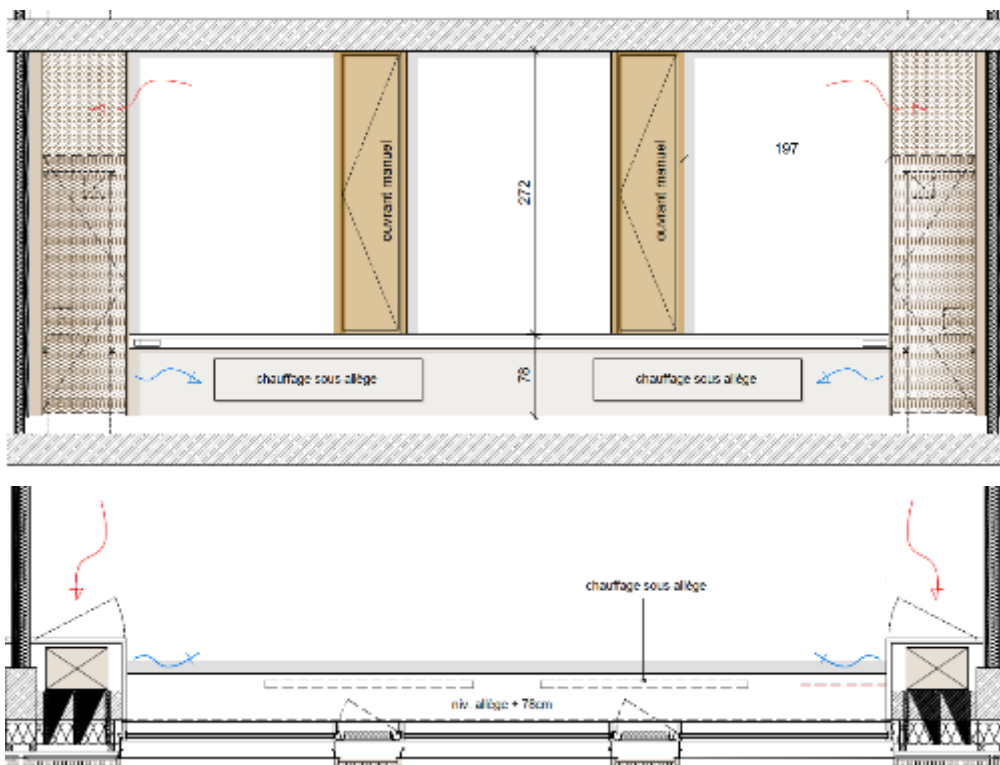 ouvrant manuel
272
ouvrant manuel
197
chauffage sous allège
78
chauffage sous allège
chauffage sous allège
niv. allège + 78cm